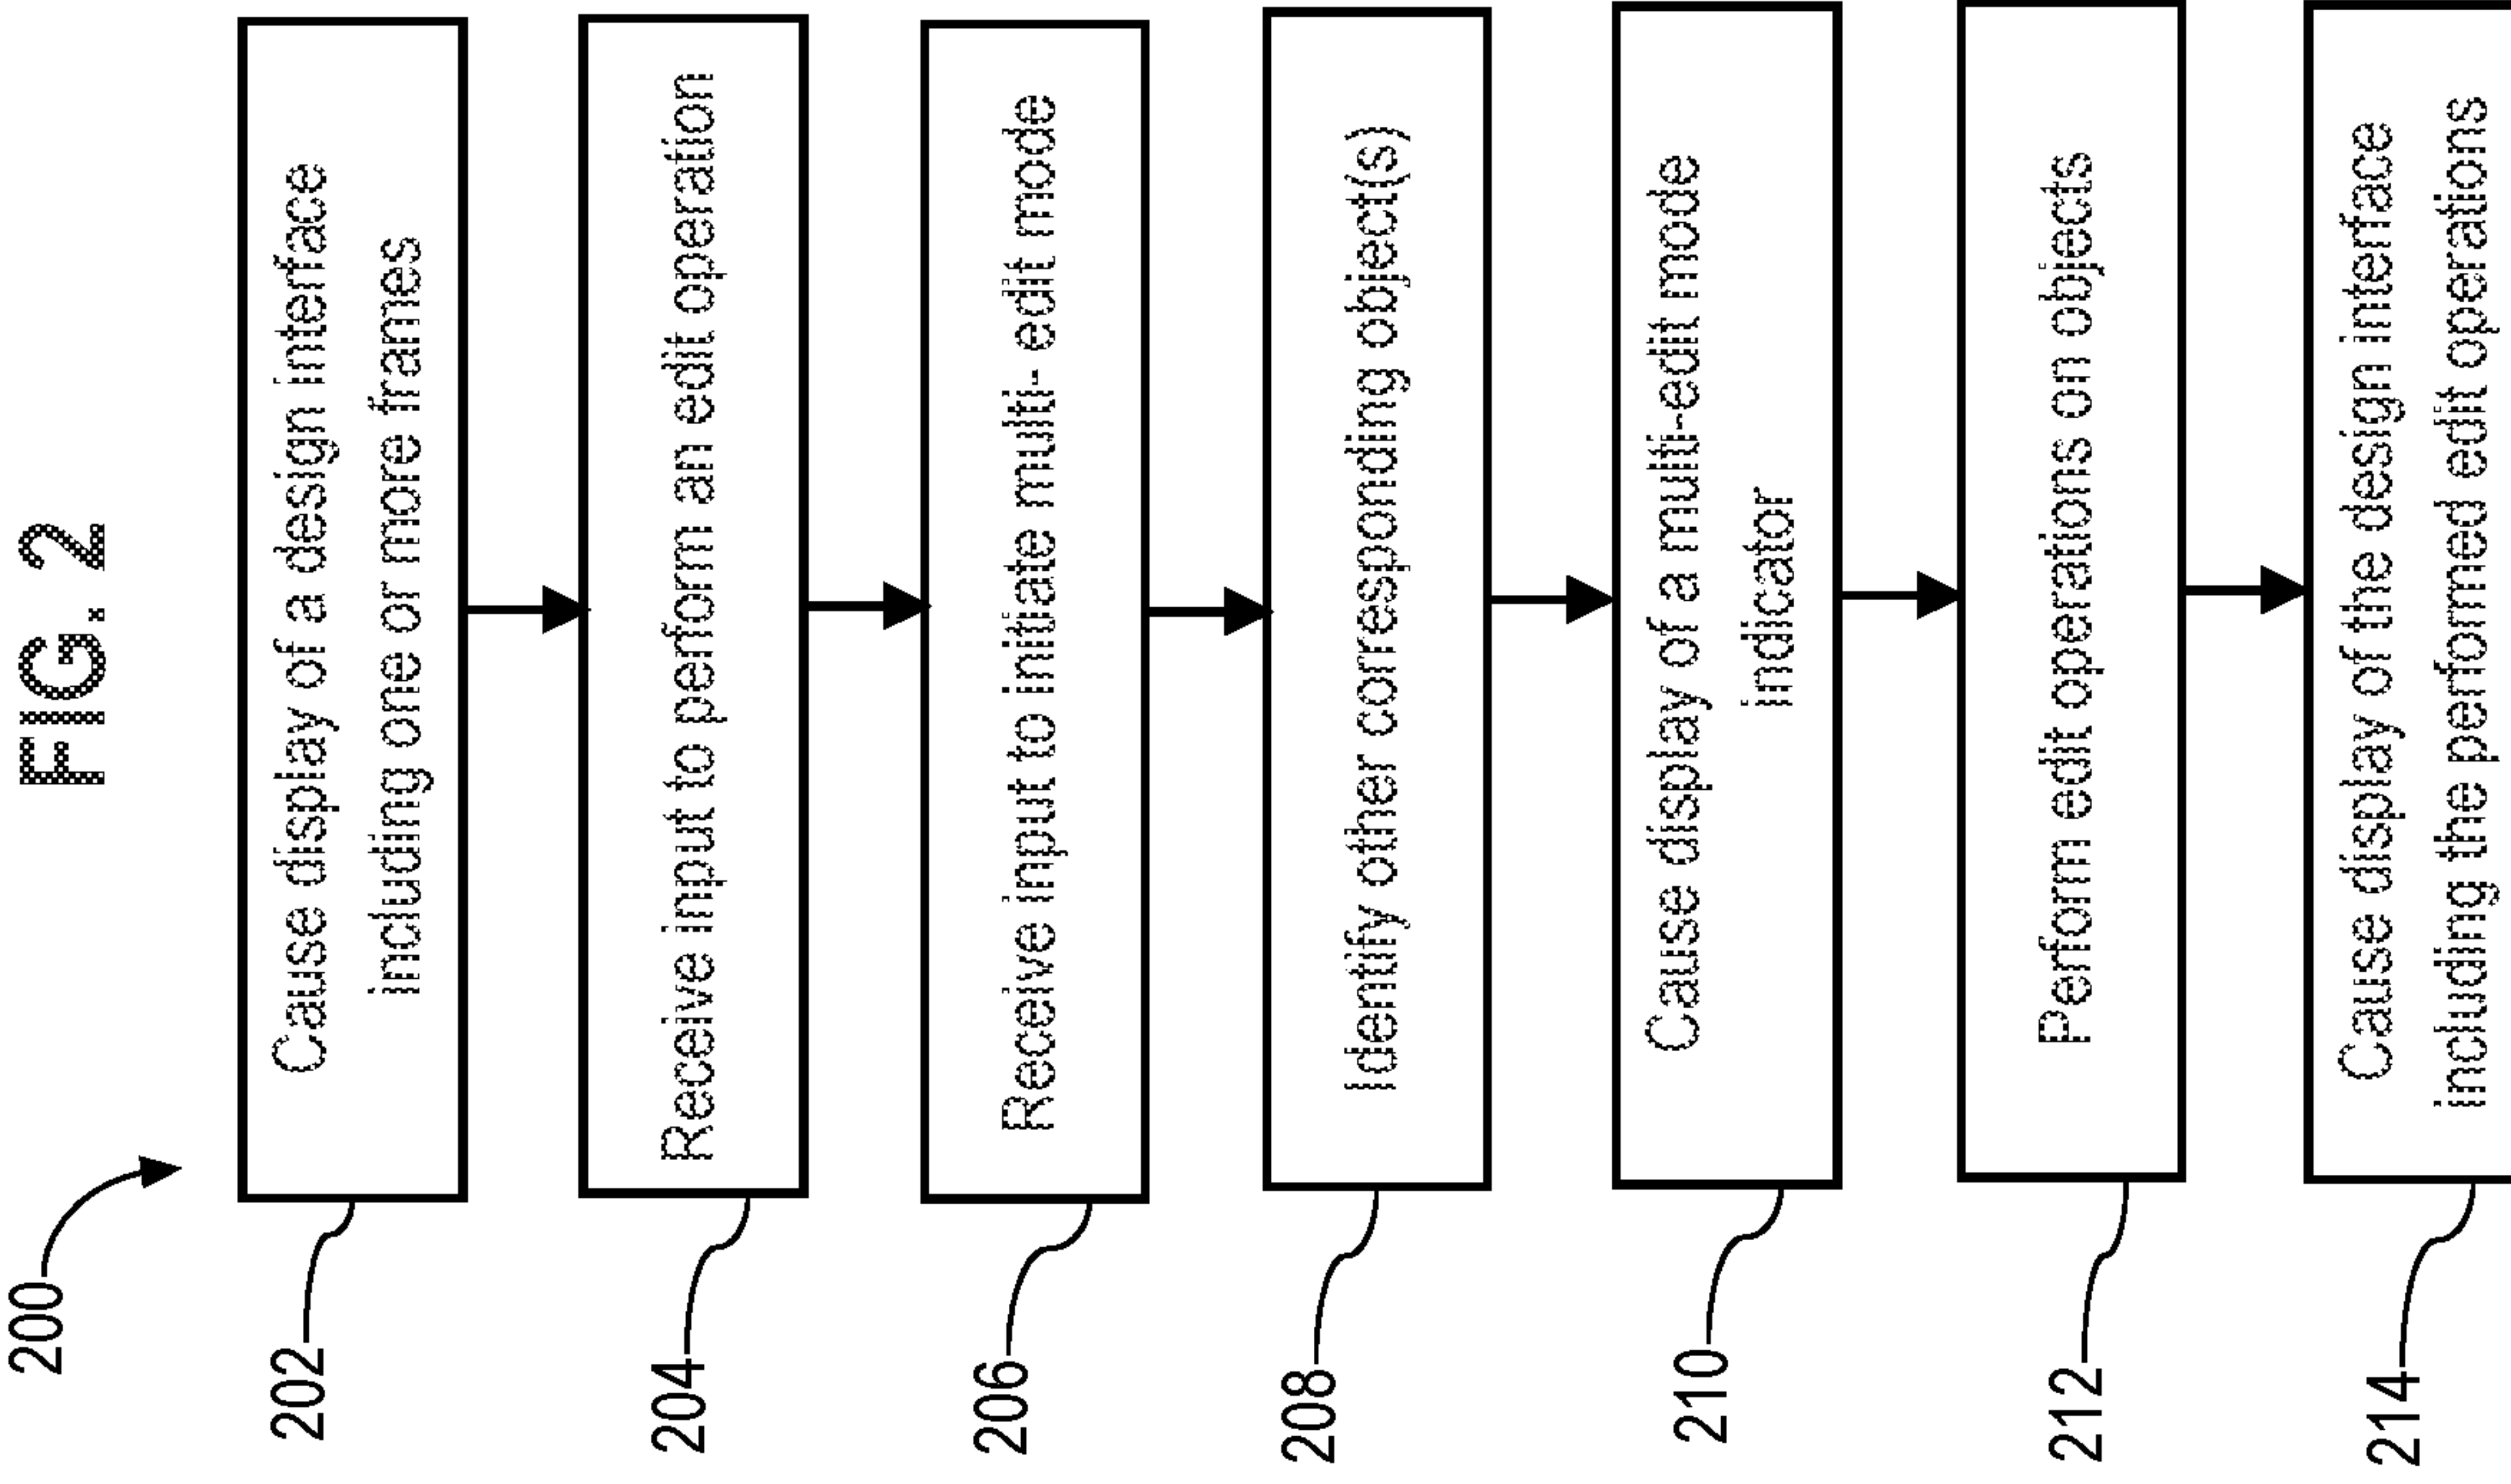 FIG. 2
200
202
Cause display of a design interface
including one or more frames
204
Receive input to perform an edit operation
206
Receive input to initiate multi- edit mode
208
Identify other corresponding object(s)
210
Cause display of a multi-edit mode
indicator
212
Perform edit operations on objects
214
Cause display of the design interface
including the performed edit operations